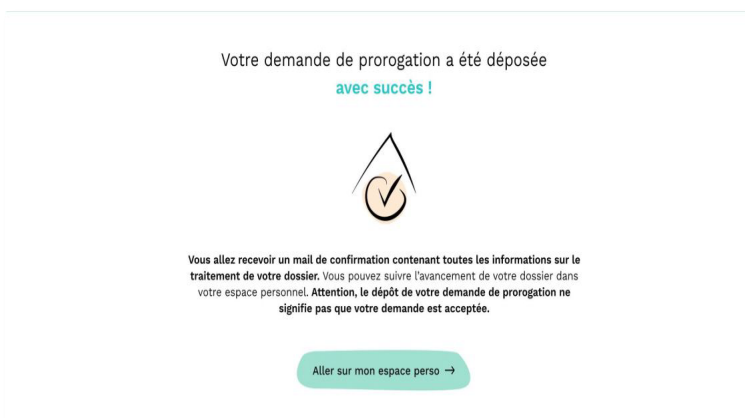 Votre demande de prorogation a été déposée
avec succès !
Vous allez recevoir un mail de confirmation contenant toutes les informations sur le
traitement de votre dossier. Vous pouvez suivre l'avancement de votre dossier dans
votre espace personnel. Attention, le dépôt de votre demande de prorogation ne
signifie pas que votre demande est acceptée.
Aller sur mon espace perso →